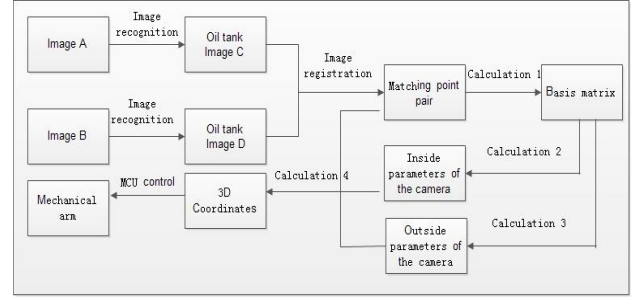 Image
recognition
Image A
Oil tank
Image C
Image
registration
Matching point
pair
Calculation 1
Basis matrix
Image
recognition
Image B
Oil tank
Image D
Calculation 2
Inside
parameters of
the camera
Calculation 4
3D
Coordinates
MCU control
Mechanical
arm
Calculation 3
Outside
parameters of
the camera